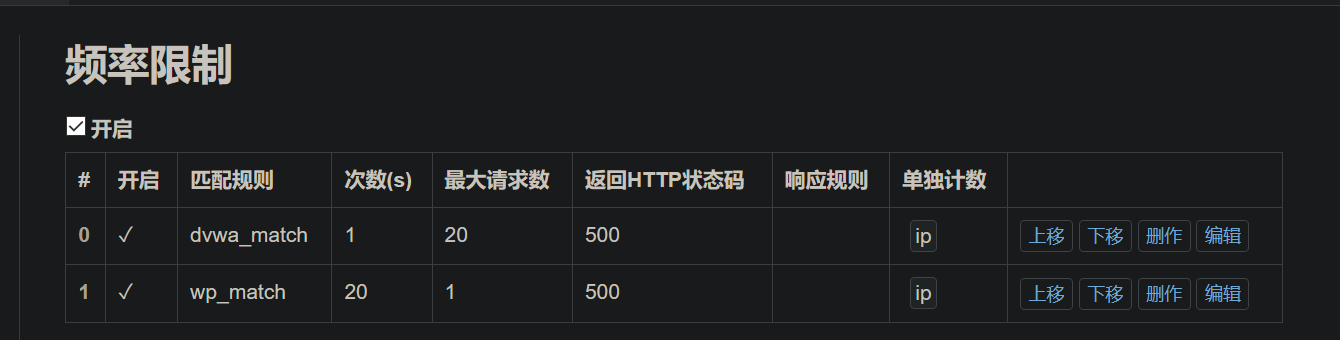 频率限制
开启
# 开启 匹配规则 次数(s) 最大请求数 返回HTTP状态码 响应规则 单独计数
0 ✓ dvwa_match 1 20 500 ip 上移 下移 删作 编辑
1 ✓ wp_match 20 1 500 ip 上移 下移 删作 编辑